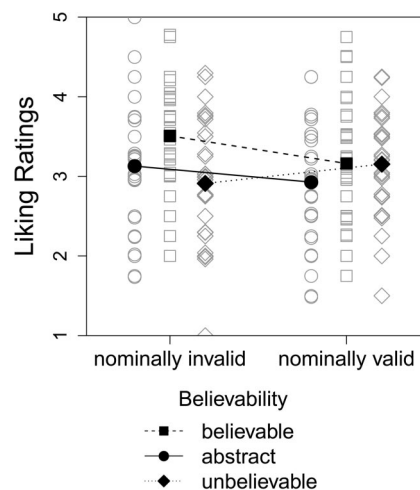 Liking Ratings
5
4
3
2
1
nominally invalid nominally valid
Believability
believable
abstract
unbelievable